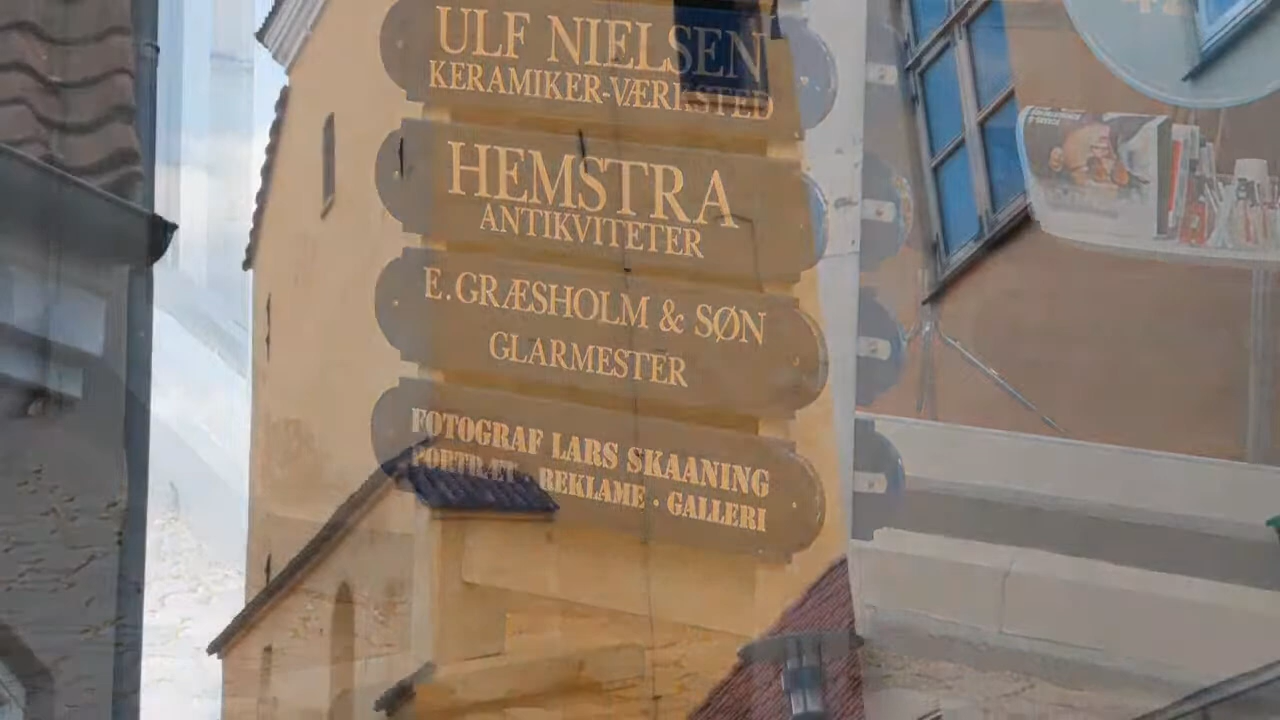 ULF NIELSEN
KERAMIKER-VÆRKSTED
HEMSTRA
ANTIKVITETER
E. GRÆSHOLM & SØN
GLARMESTER
FOTOGRAF LARS SKAANING
PORTRÆT · REKLAME · GALLERI